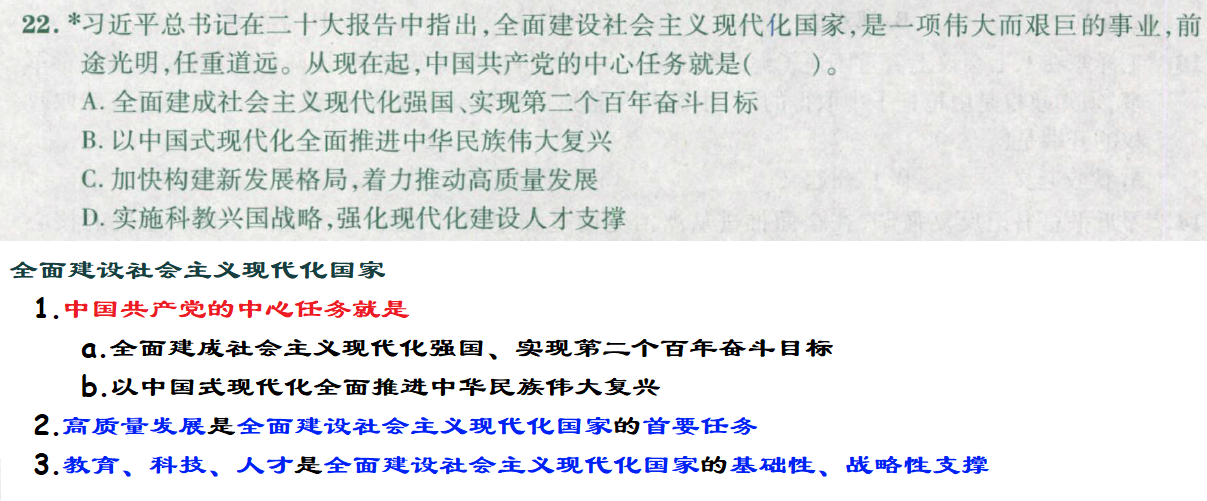 22. *习近平总书记在二十大报告中指出,全面建设社会主义现代化国家,是一项伟大而艰巨的事业,前
途光明,任重道远。从现在起,中国共产党的中心任务就是(　　)。
A. 全面建成社会主义现代化强国、实现第二个百年奋斗目标
B. 以中国式现代化全面推进中华民族伟大复兴
C. 加快构建新发展格局,着力推动高质量发展
D. 实施科教兴国战略,强化现代化建设人才支撑
全面建设社会主义现代化国家
1.中国共产党的中心任务就是
a.全面建成社会主义现代化强国、实现第二个百年奋斗目标
b.以中国式现代化全面推进中华民族伟大复兴
2.高质量发展是全面建设社会主义现代化国家的首要任务
3.教育、科技、人才是全面建设社会主义现代化国家的基础性、战略性支撑